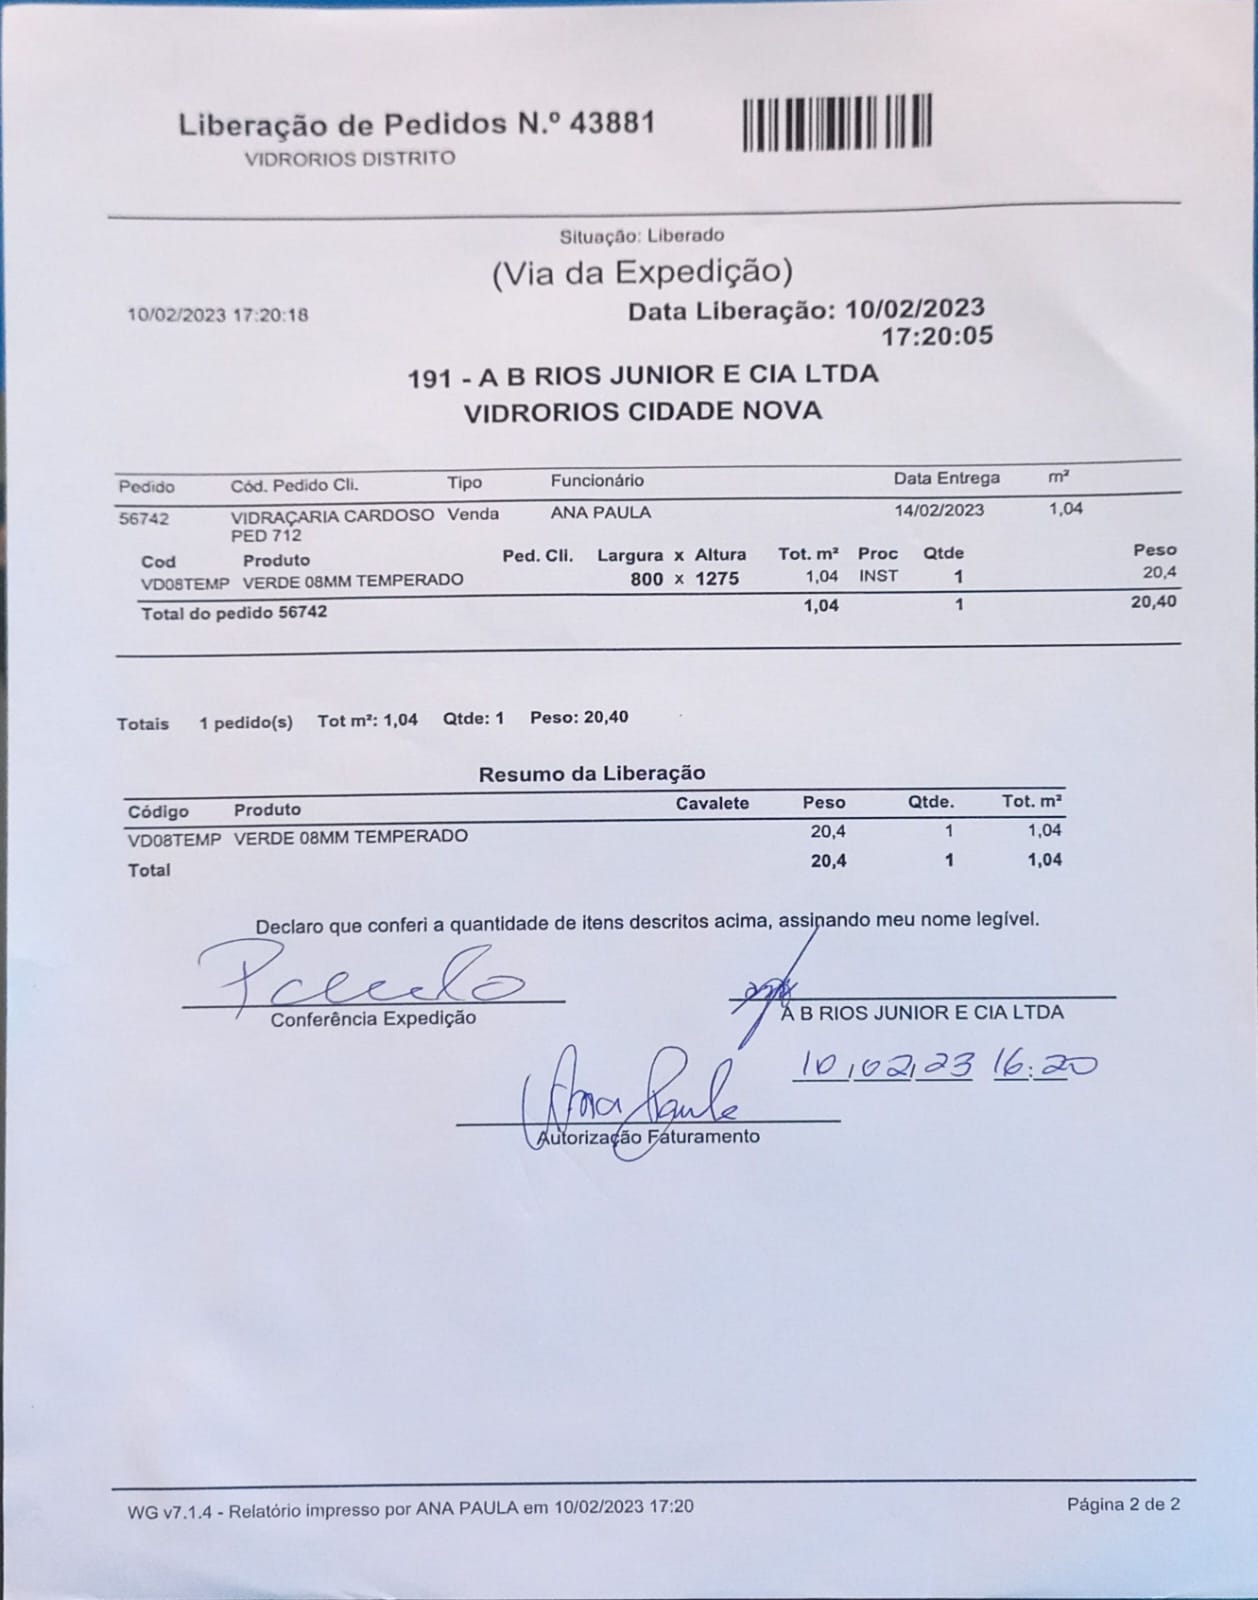 Liberação de Pedidos N.º 43881
VIDRORIOS DISTRITO
Situação: Liberado
(Via da Expedição)
10/02/2023 17:20:18
Data Liberação: 10/02/2023
17:20:05
191 - A B RIOS JUNIOR E CIA LTDA
VIDRORIOS CIDADE NOVA
Pedido Cód. Pedido Cli. Tipo Funcionário Data Entrega m²
56742 VIDRAÇARIA CARDOSO Venda ANA PAULA 14/02/2023 1,04
PED 712
Cod Produto Ped. Cli. Largura x Altura Tot. m² Proc Qtde Peso
VD08TEMP VERDE 08MM TEMPERADO 800 x 1275 1,04 INST 1 20,4
Total do pedido 56742 1,04 1 20,40
Totais 1 pedido(s) Tot m²: 1,04 Qtde: 1 Peso: 20,40
Resumo da Liberação
Código Produto Cavalete Peso Qtde. Tot. m²
VD08TEMP VERDE 08MM TEMPERADO 20,4 1 1,04
Total 20,4 1 1,04
Declaro que conferi a quantidade de itens descritos acima, assinando meu nome legível.
Conferência Expedição
A B RIOS JUNIOR E CIA LTDA
10,02,23 16:20
Ana Paula
Autorização Faturamento
WG v7.1.4 - Relatório impresso por ANA PAULA em 10/02/2023 17:20
Página 2 de 2